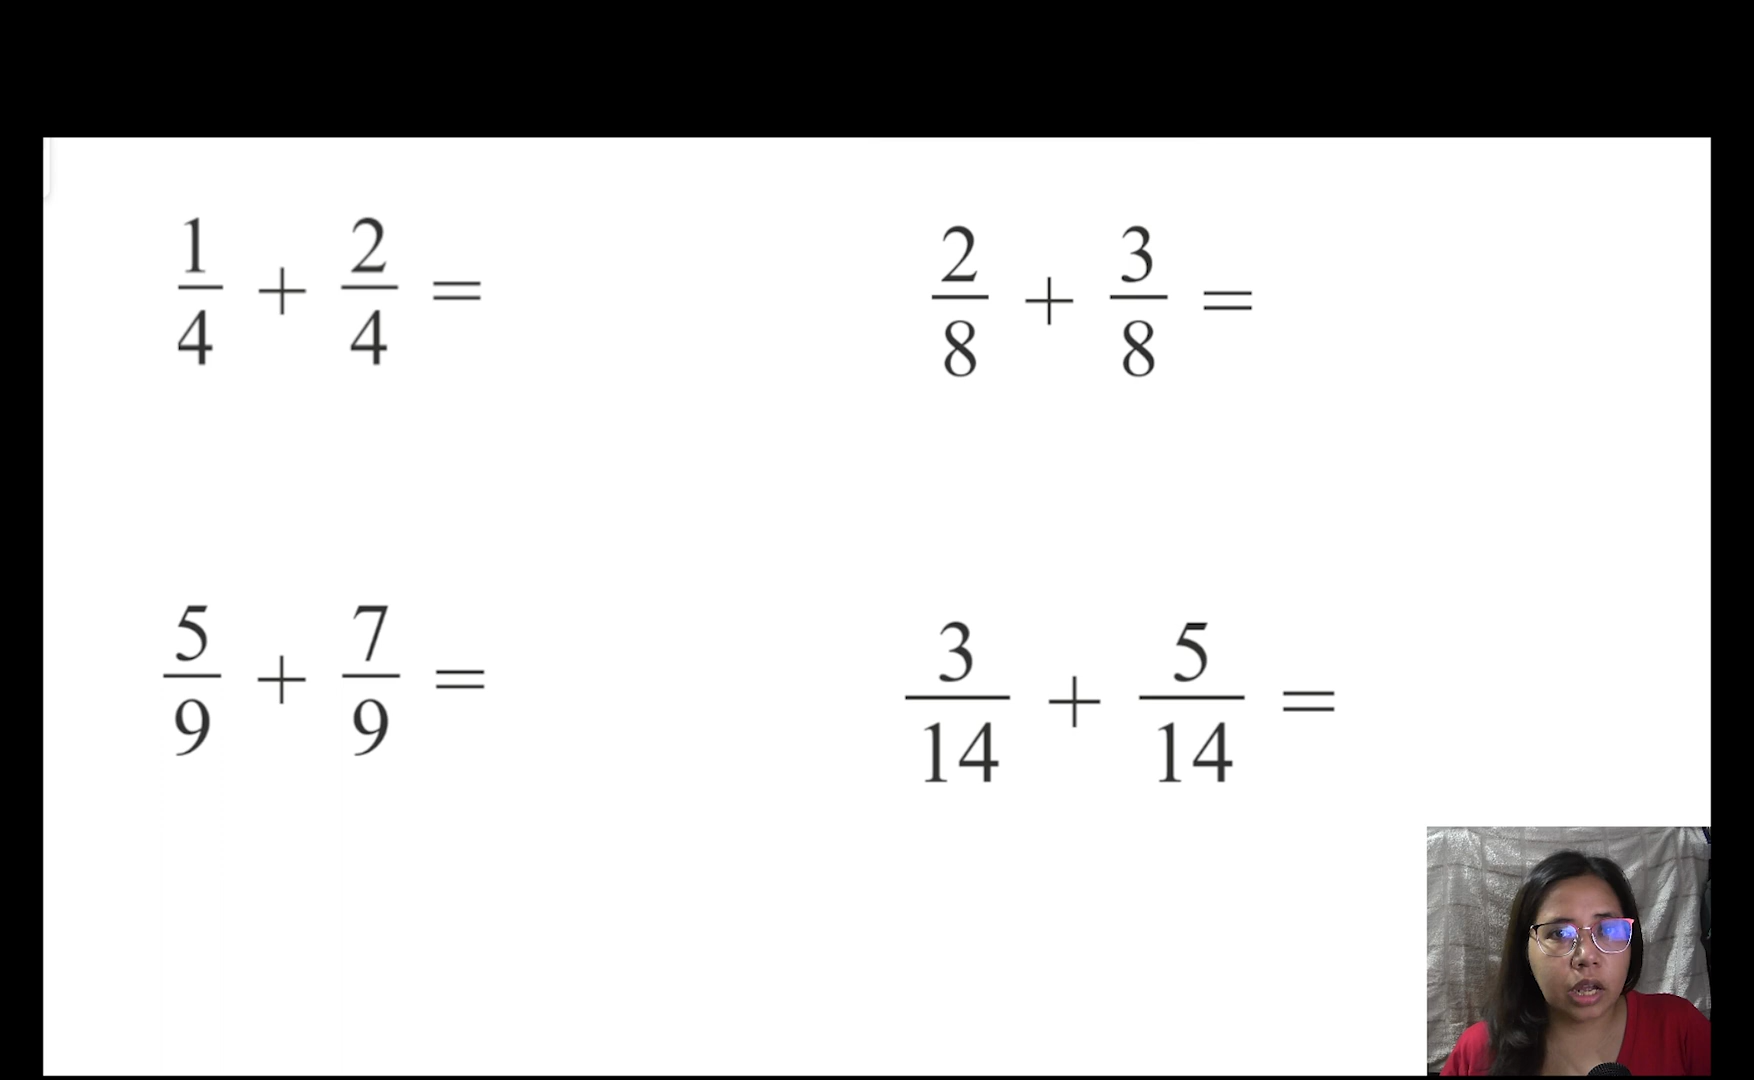 1/4 + 2/4 =
2/8 + 3/8 =
5/9 + 7/9 =
3/14 + 5/14 =